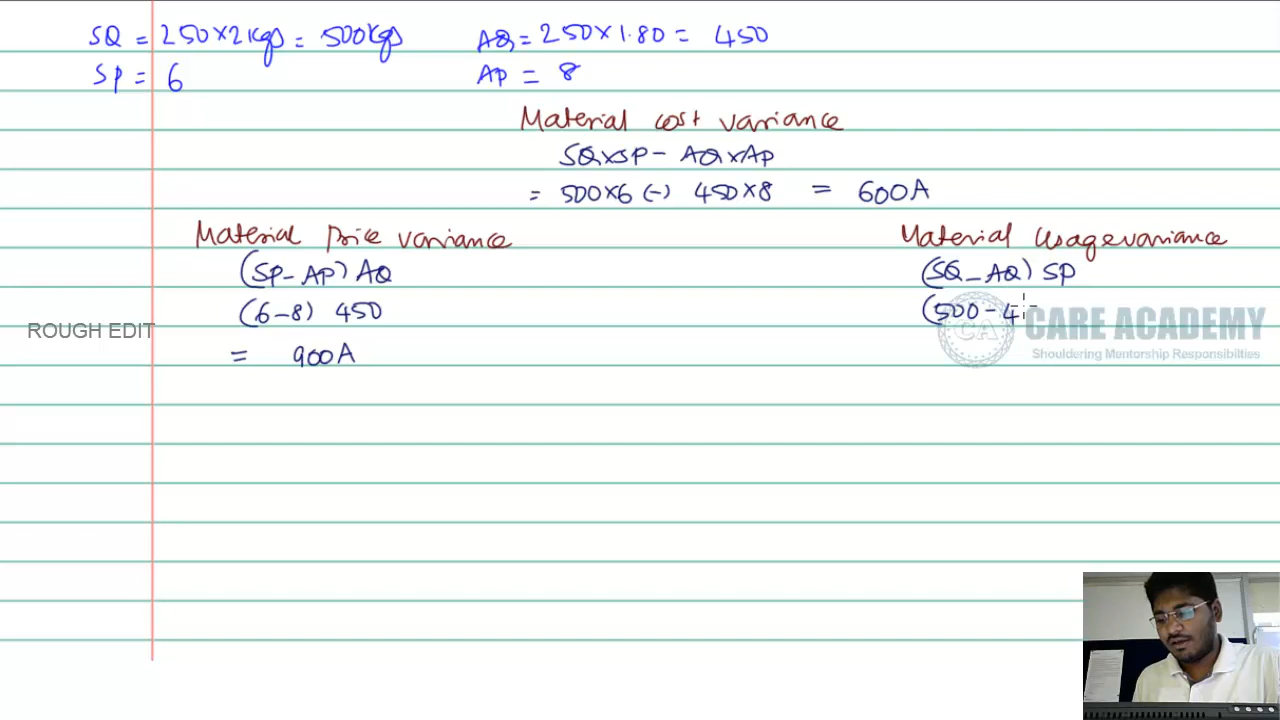 SQ = 250×2kgs = 500kgs AQ = 250×1.80 = 450
SP = 6 AP = 8
Material cost variance
SQ×SP - AQ×AP
= 500×6 (-) 450×8 = 600A
Material Price variance Material Usage variance
(SP-AP) AQ (SQ-AQ) SP
(6-8) 450 (500-4
= 900A
ROUGH EDIT
CA
CARE ACADEMY
Shouldering Mentorship Responsibilties